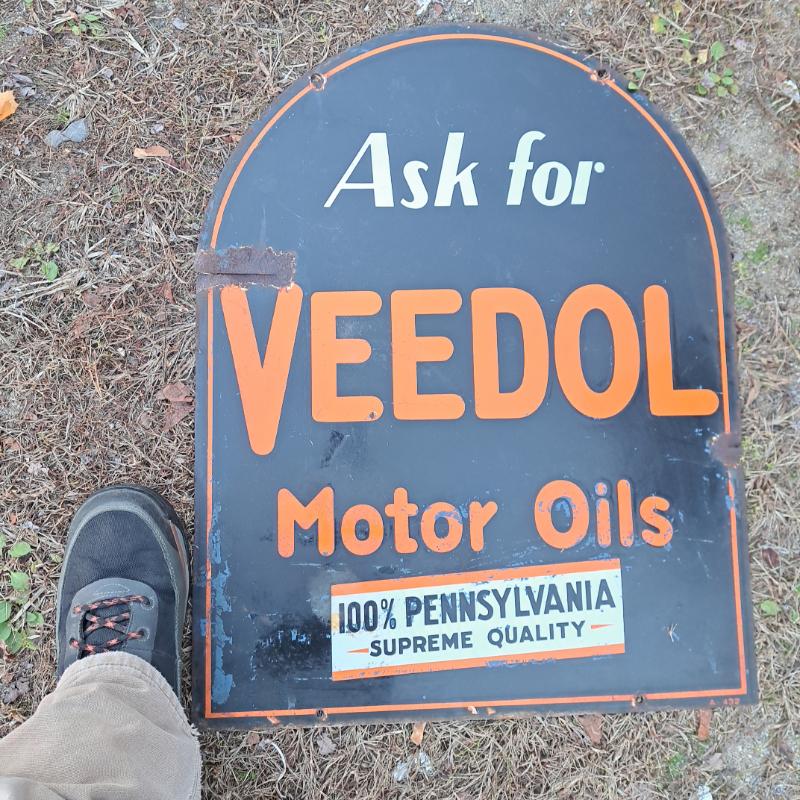 Ask for
VEEDOL
Motor Oils
100% PENNSYLVANIA
SUPREME QUALITY